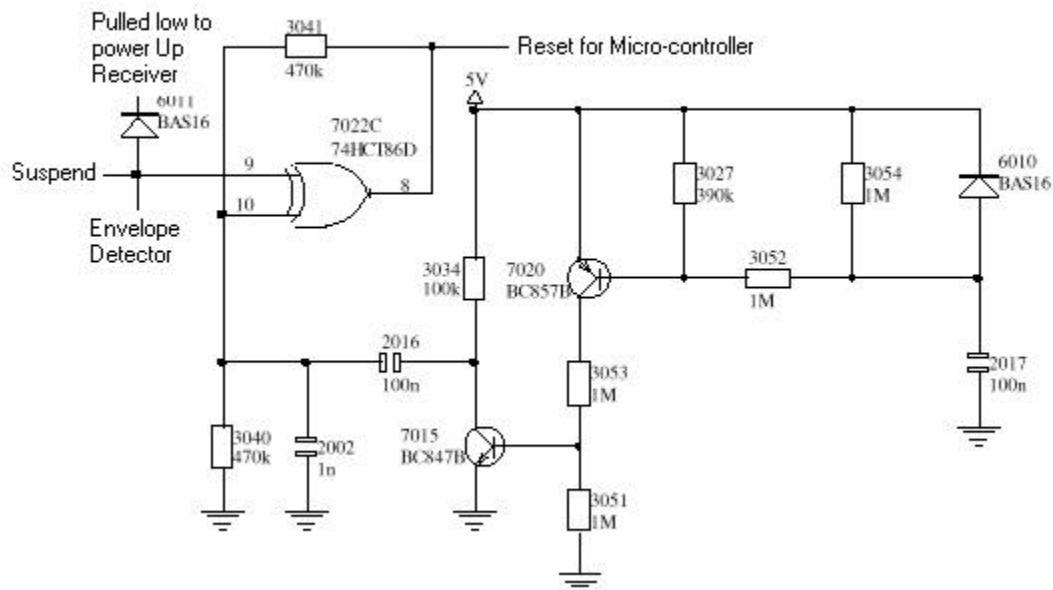 Pulled low to
power Up
Receiver
6011
BAS16
3041
470k
Reset for Micro-controller
5V
7022C
74HCT86D
Suspend
9
10
8
Envelope
Detector
3027
390k
3054
1M
6010
BAS16
3034
100k
7020
BC857B
3052
1M
2016
100n
3053
1M
2017
100n
3040
470k
2002
1n
7015
BC847B
3051
1M